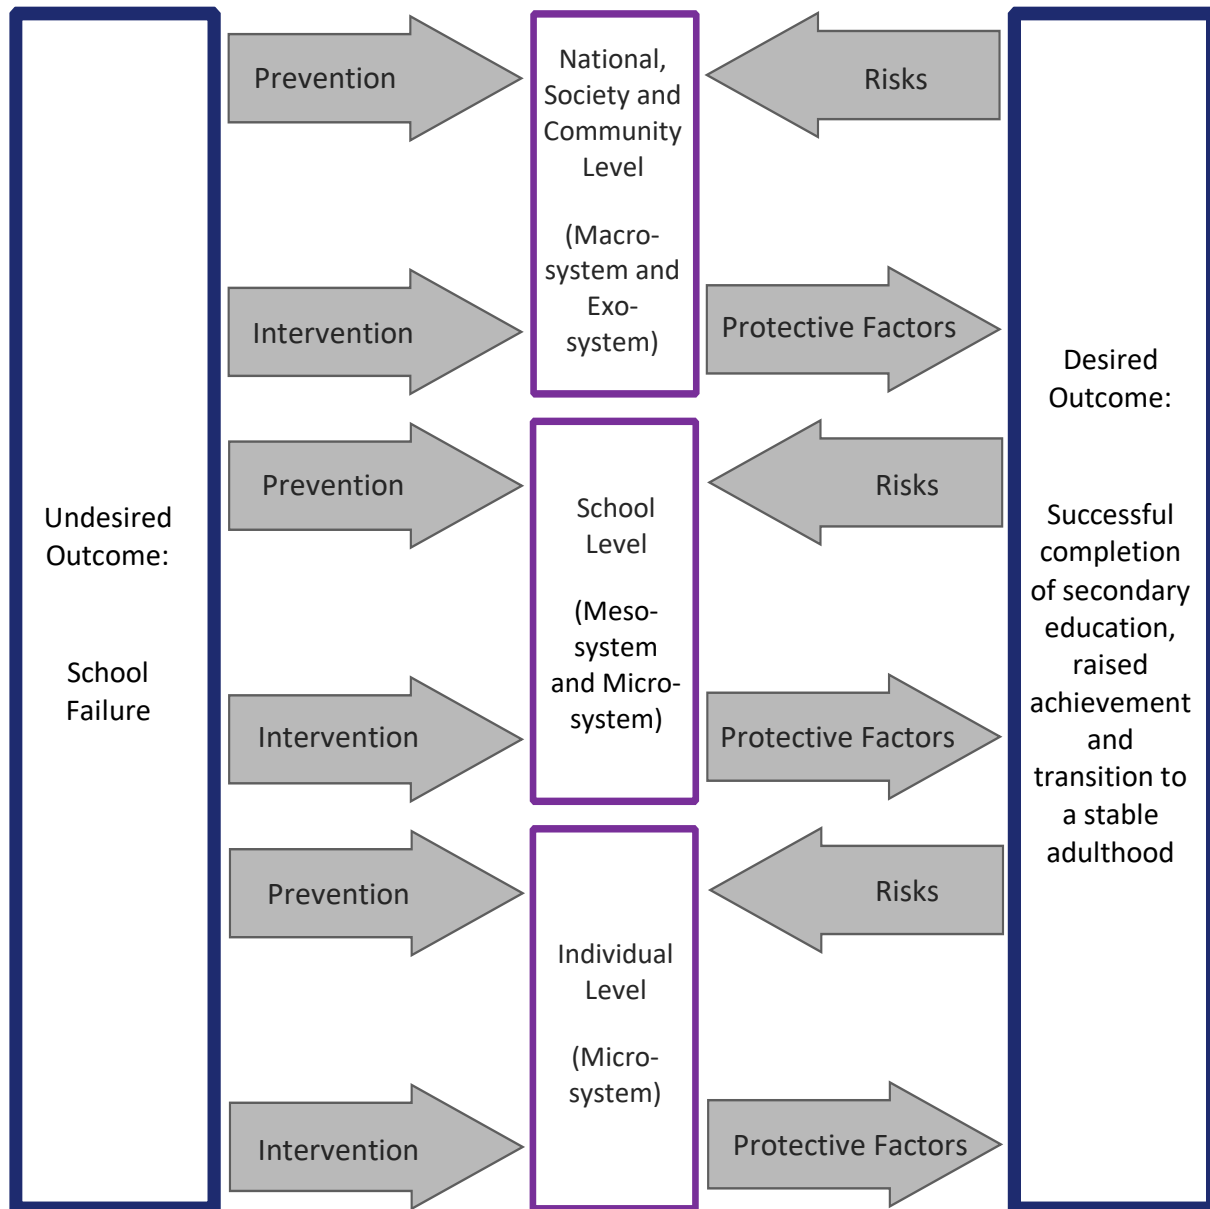 Undesired
Outcome:
School
Failure
Prevention
Intervention
Prevention
Intervention
Prevention
Intervention
National,
Society and
Community
Level
(Macro-
system and
Exo-
system)
School
Level
(Meso-
system
and Micro-
system)
Individual
Level
(Micro-
system)
Risks
Protective Factors
Risks
Protective Factors
Risks
Protective Factors
Desired
Outcome:
Successful
completion
of secondary
education,
raised
achievement
and
transition to
a stable
adulthood